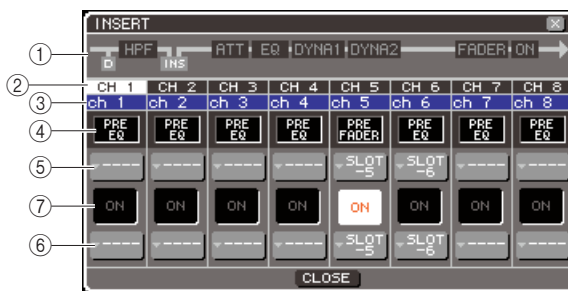 INSERT
① HPF ATT EQ DYNA1 DYNA2 FADER ON
D INS
② CH 1 CH 2 CH 3 CH 4 CH 5 CH 6 CH 7 CH 8
③ ch 1 ch 2 ch 3 ch 4 ch 5 ch 6 ch 7 ch 8
④ PRE EQ PRE EQ PRE EQ PRE EQ PRE FADER PRE EQ PRE EQ PRE EQ
⑤ ---- ---- ---- ---- SLOT -5 SLOT -6 ---- ----
⑦ ON ON ON ON ON ON ON ON
⑥ ---- ---- ---- ---- SLOT -5 SLOT -6 ---- ----
CLOSE